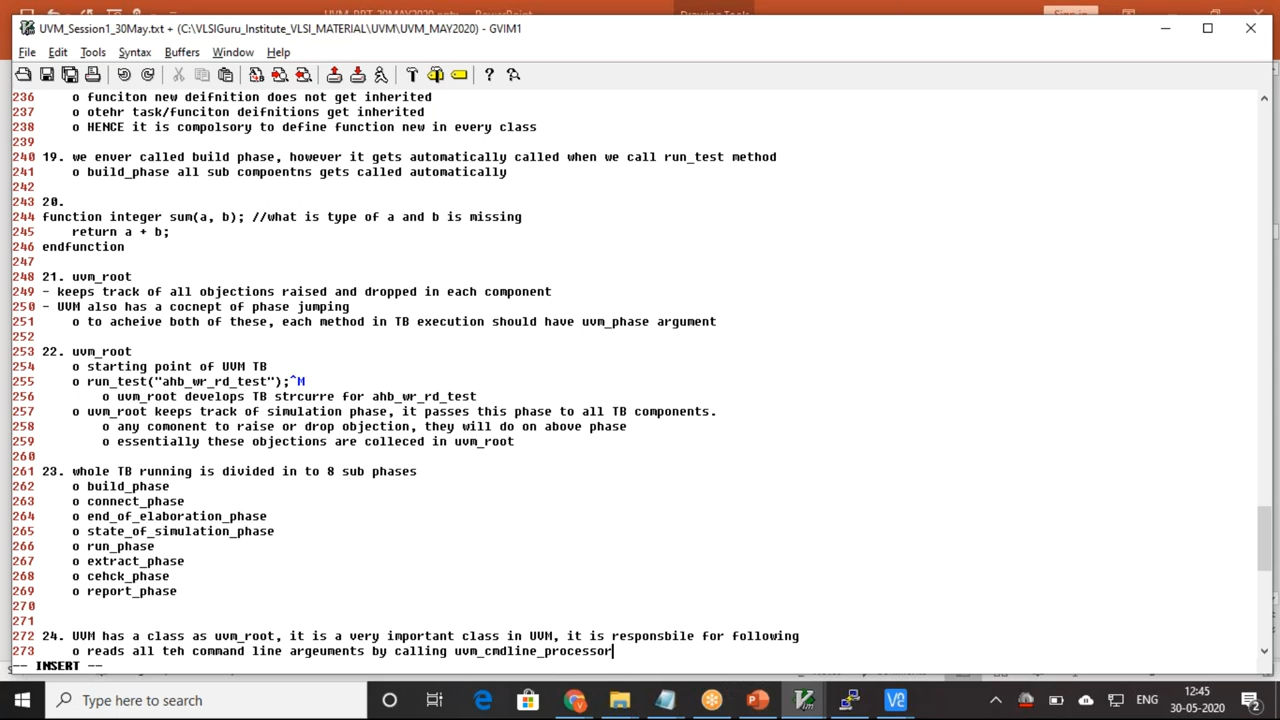 UVM_PPT_30MAY2020 - PowerPoint
UVM_Session1_30May.txt + (C:\VLSIGuru_Institute_VLSI_MATERIAL\UVM\UVM_MAY2020) - GVIM1
File Edit Tools Syntax Buffers Window Help
236 o funciton new deifnition does not get inherited
237 o otehr task/funciton deifnitions get inherited
238 o HENCE it is compolsory to define function new in every class
239
240 19. we enver called build phase, however it gets automatically called when we call run_test method
241 o build_phase all sub compoentns gets called automatically
242
243 20.
244 function integer sum(a, b); //what is type of a and b is missing
245 return a + b;
246 endfunction
247
248 21. uvm_root
249 - keeps track of all objections raised and dropped in each component
250 - UVM also has a cocnept of phase jumping
251 o to acheive both of these, each method in TB execution should have uvm_phase argument
252
253 22. uvm_root
254 o starting point of UVM TB
255 o run_test("ahb_wr_rd_test");^M
256 o uvm_root develops TB strcurre for ahb_wr_rd_test
257 o uvm_root keeps track of simulation phase, it passes this phase to all TB components.
258 o any comonent to raise or drop objection, they will do on above phase
259 o essentially these objections are colleced in uvm_root
260
261 23. whole TB running is divided in to 8 sub phases
262 o build_phase
263 o connect_phase
264 o end_of_elaboration_phase
265 o state_of_simulation_phase
266 o run_phase
267 o extract_phase
268 o cehck_phase
269 o report_phase
270
271
272 24. UVM has a class as uvm_root, it is a very important class in UVM, it is responsbile for following
273 o reads all teh command line argeuments by calling uvm_cmdline_processor
-- INSERT --
Type here to search
ENG
12:45
30-05-2020
2